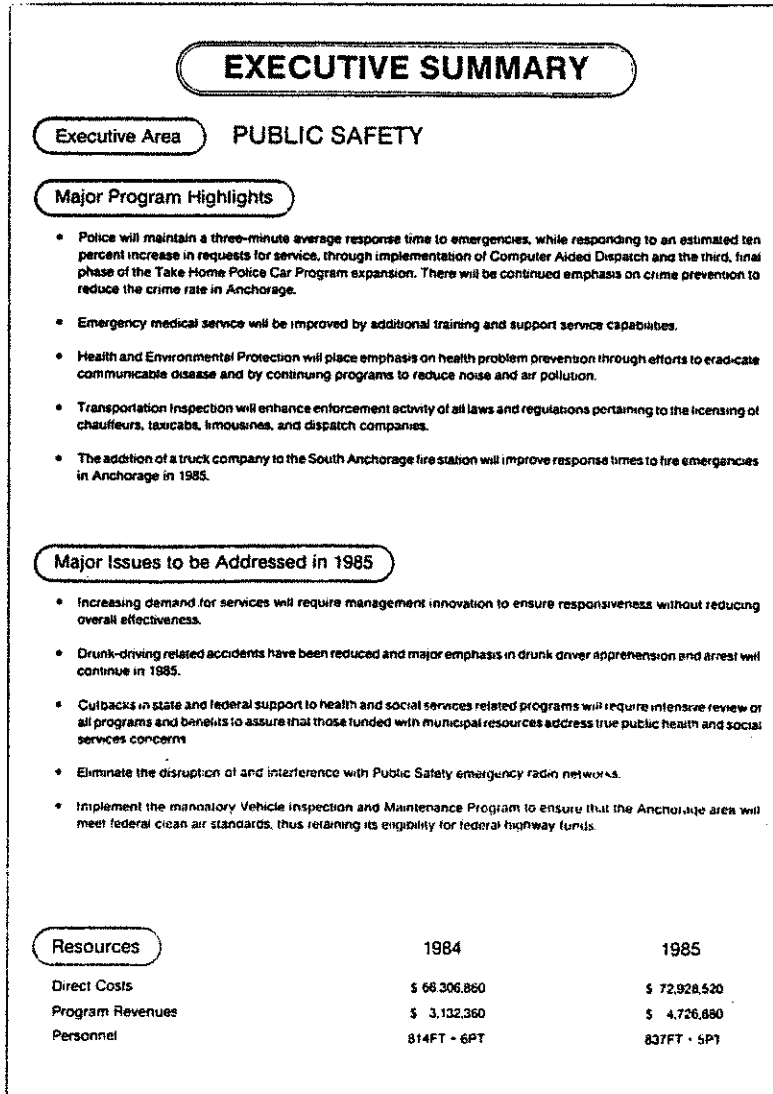 EXECUTIVE SUMMARY
Executive Area PUBLIC SAFETY
Major Program Highlights
• Police will maintain a three-minute average response time to emergencies, while responding to an estimated ten
percent increase in requests for service, through implementation of Computer Aided Dispatch and the third, final
phase of the Take Home Police Car Program expansion. There will be continued emphasis on crime prevention to
reduce the crime rate in Anchorage.
• Emergency medical service will be improved by additional training and support service capabilities.
• Health and Environmental Protection will place emphasis on health problem prevention through efforts to eradicate
communicable disease and by continuing programs to reduce noise and air pollution.
• Transportation Inspection will enhance enforcement activity of all laws and regulations pertaining to the licensing of
chauffeurs, taxicabs, limousines, and dispatch companies.
• The addition of a truck company to the South Anchorage fire station will improve response times to fire emergencies
in Anchorage in 1985.
Major Issues to be Addressed in 1985
• Increasing demand for services will require management innovation to ensure responsiveness without reducing
overall effectiveness.
• Drunk-driving related accidents have been reduced and major emphasis in drunk driver apprehension and arrest will
continue in 1985.
• Cutbacks in state and federal support to health and social services related programs will require intensive review of
all programs and benefits to assure that those funded with municipal resources address true public health and social
services concern
• Eliminate the disruption of and interference with Public Safety emergency radio networks.
• Implement the mandatory Vehicle Inspection and Maintenance Program to ensure that the Anchorage area will
meet federal clean air standards, thus retaining its eligibility for federal highway funds.
Resources 1984 1985
Direct Costs $ 66,306,860 $ 72,928,520
Program Revenues $ 3,132,360 $ 4,726,680
Personnel 814FT - 6PT 837FT - 5PT